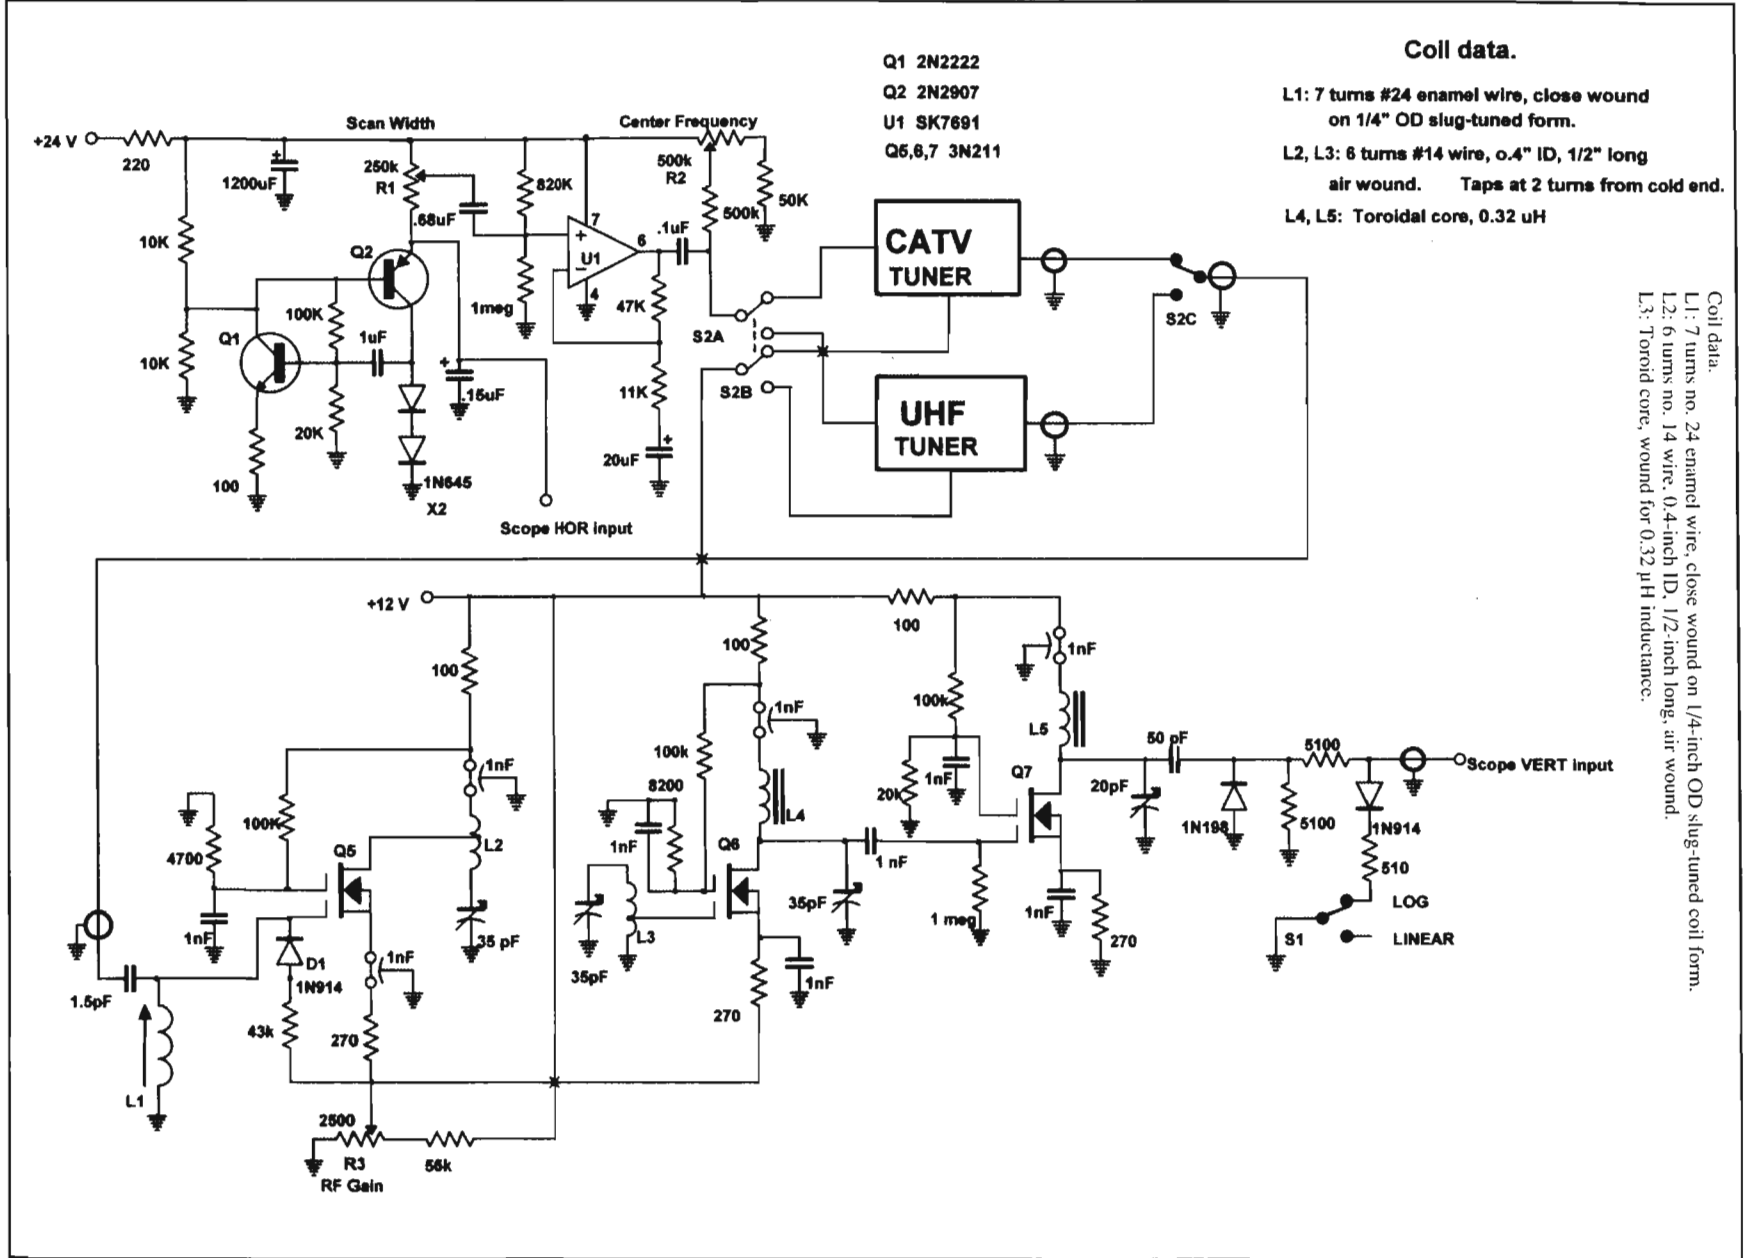 Q1 2N2222
Q2 2N2907
U1 SK7691
Q5,6,7 3N211
Coil data.
L1: 7 turns #24 enamel wire, close wound
on 1/4" OD slug-tuned form.
L2, L3: 6 turns #14 wire, o.4" ID, 1/2" long
air wound. Taps at 2 turns from cold end.
L4, L5: Toroidal core, 0.32 uH
Scan Width
Center Frequency
+24 V
220
1200uF
250k
R1
.68uF
820K
500k
R2
500k
50K
10K
Q2
7
+
U1
-
6
4
.1uF
CATV
TUNER
1meg
47K
100K
1uF
Q1
10K
+
.15uF
S2A
S2B
S2C
11K
20K
UHF
TUNER
+
20uF
100
1N645
X2
Scope HOR input
Coil data.
L1: 7 turns no. 24 enamel wire, close wound on 1/4-inch OD slug-tuned coil form.
L2: 6 turns no. 14 wire, 0.4-inch ID, 1/2-inch long, air wound.
L3: Toroid core, wound for 0.32 µH inductance.
+12 V
100
100
100
1nF
100k
L5
1nF
100k
50 pF
5100
Scope VERT input
1nF
8200
20k
1nF
Q7
20pF
L4
1N198
5100
1N914
100K
4700
Q5
L2
1nF
Q6
1 nF
510
35pF
1 meg
1nF
LOG
S1
LINEAR
270
1nF
35 pF
L3
D1
1N914
1nF
35pF
1nF
1.5pF
43k
270
270
L1
2500
R3
56k
RF Gain